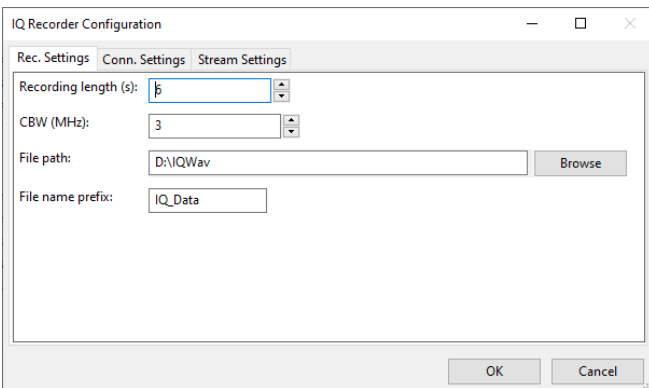 IQ Recorder Configuration
Rec. Settings Conn. Settings Stream Settings
Recording length (s): 6
CBW (MHz): 3
File path: D:\IQWav Browse
File name prefix: IQ_Data
OK Cancel